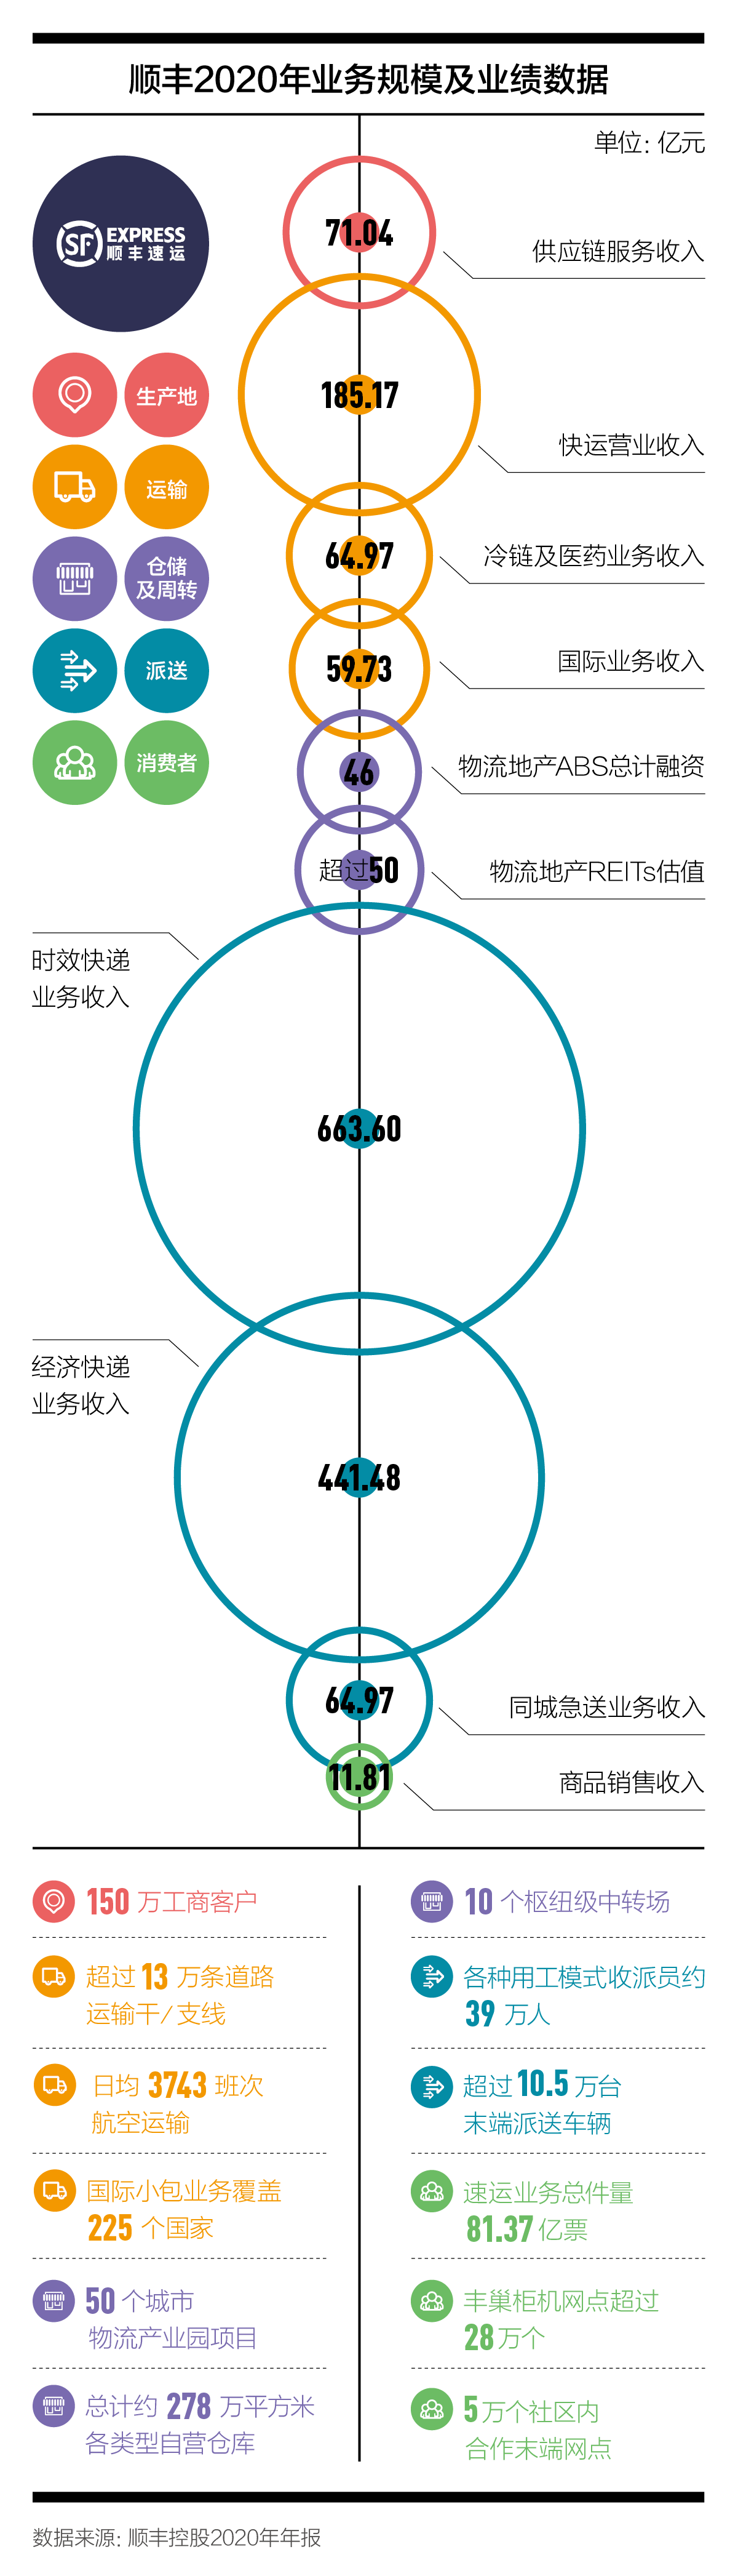 顺丰2020年业务规模及业绩数据
单位：亿元
SF EXPRESS
顺丰速运
生产地
运输
仓储
及周转
派送
消费者
71.04
供应链服务收入
185.17
快运营业收入
64.97
冷链及医药业务收入
59.73
国际业务收入
46
物流地产ABS总计融资
超过50
物流地产REITs估值
时效快递
业务收入
663.60
经济快递
业务收入
441.48
64.97
同城急送业务收入
11.81
商品销售收入
150 万工商客户
超过 13 万条道路
运输干/支线
日均 3743 班次
航空运输
国际小包业务覆盖
225 个国家
50 个城市
物流产业园项目
总计约 278 万平方米
各类型自营仓库
10 个枢纽级中转场
各种用工模式收派员约
39 万人
超过 10.5 万台
末端派送车辆
速运业务总件量
81.37 亿票
丰巢柜机网点超过
28 万个
5 万个社区内
合作末端网点
数据来源：顺丰控股2020年年报